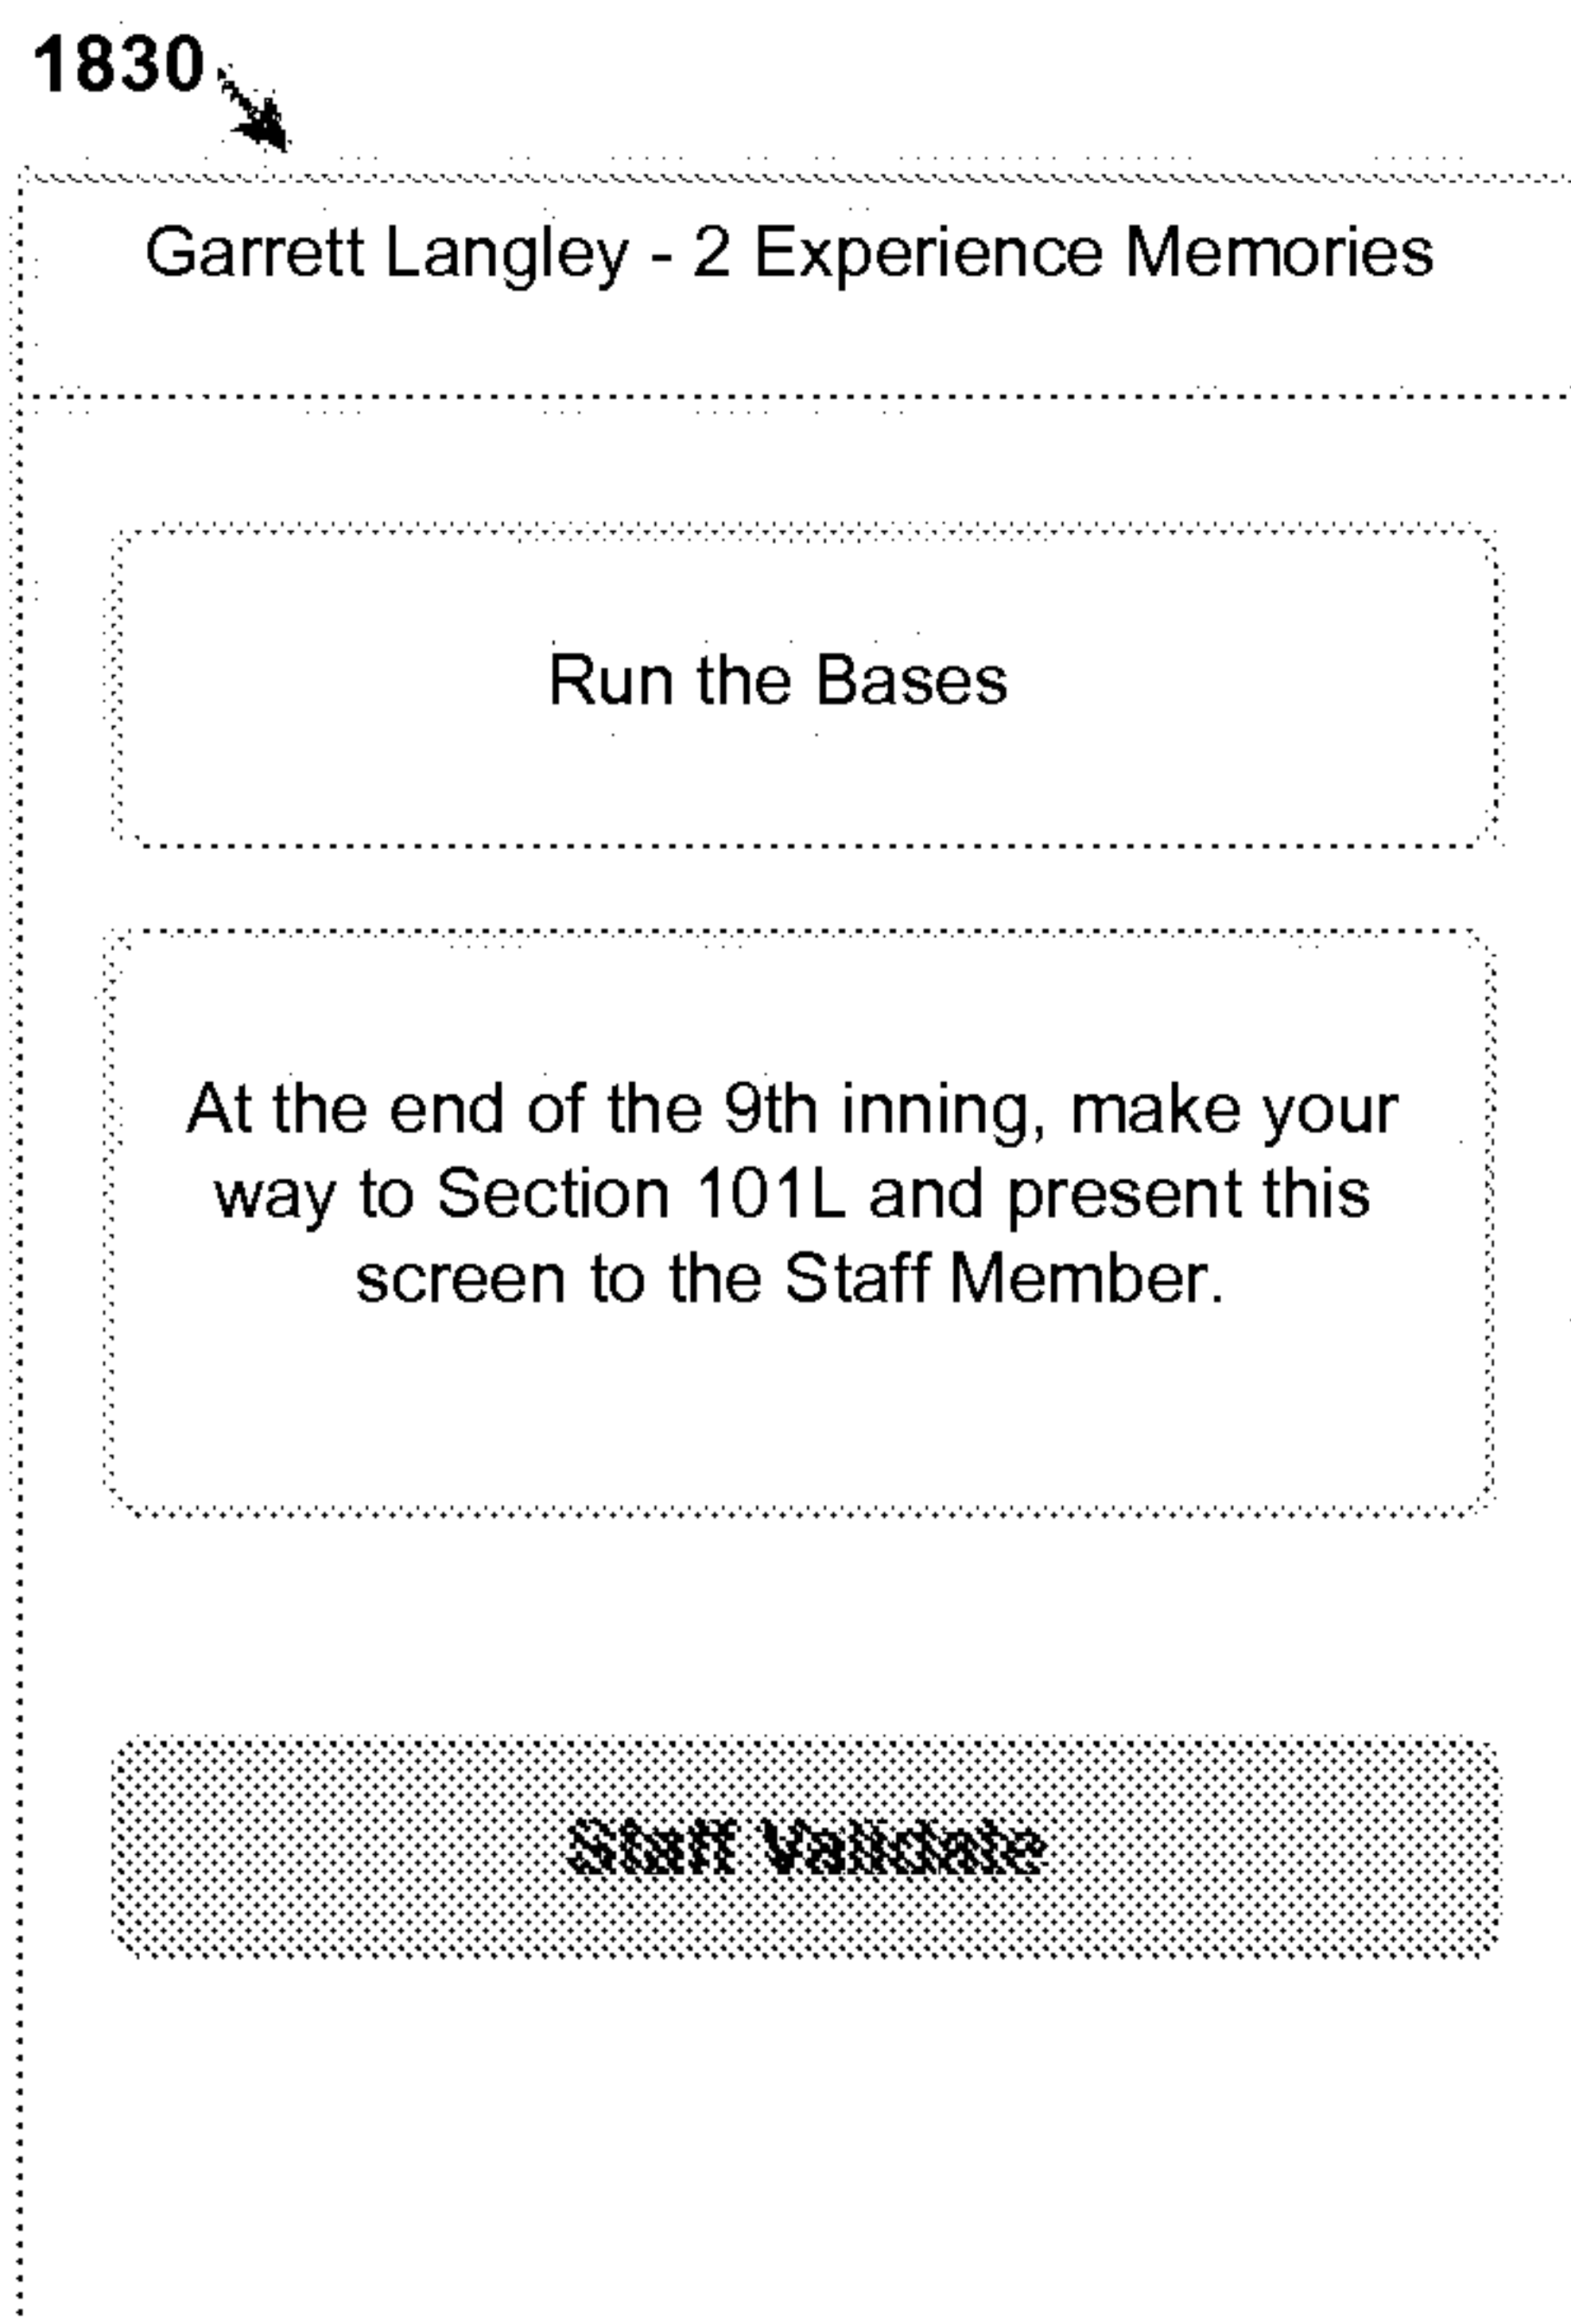 1830
Garrett Langley - 2 Experience Memories
Run the Bases
At the end of the 9th inning, make your
way to Section 101L and present this
screen to the Staff Member.
Staff Validate